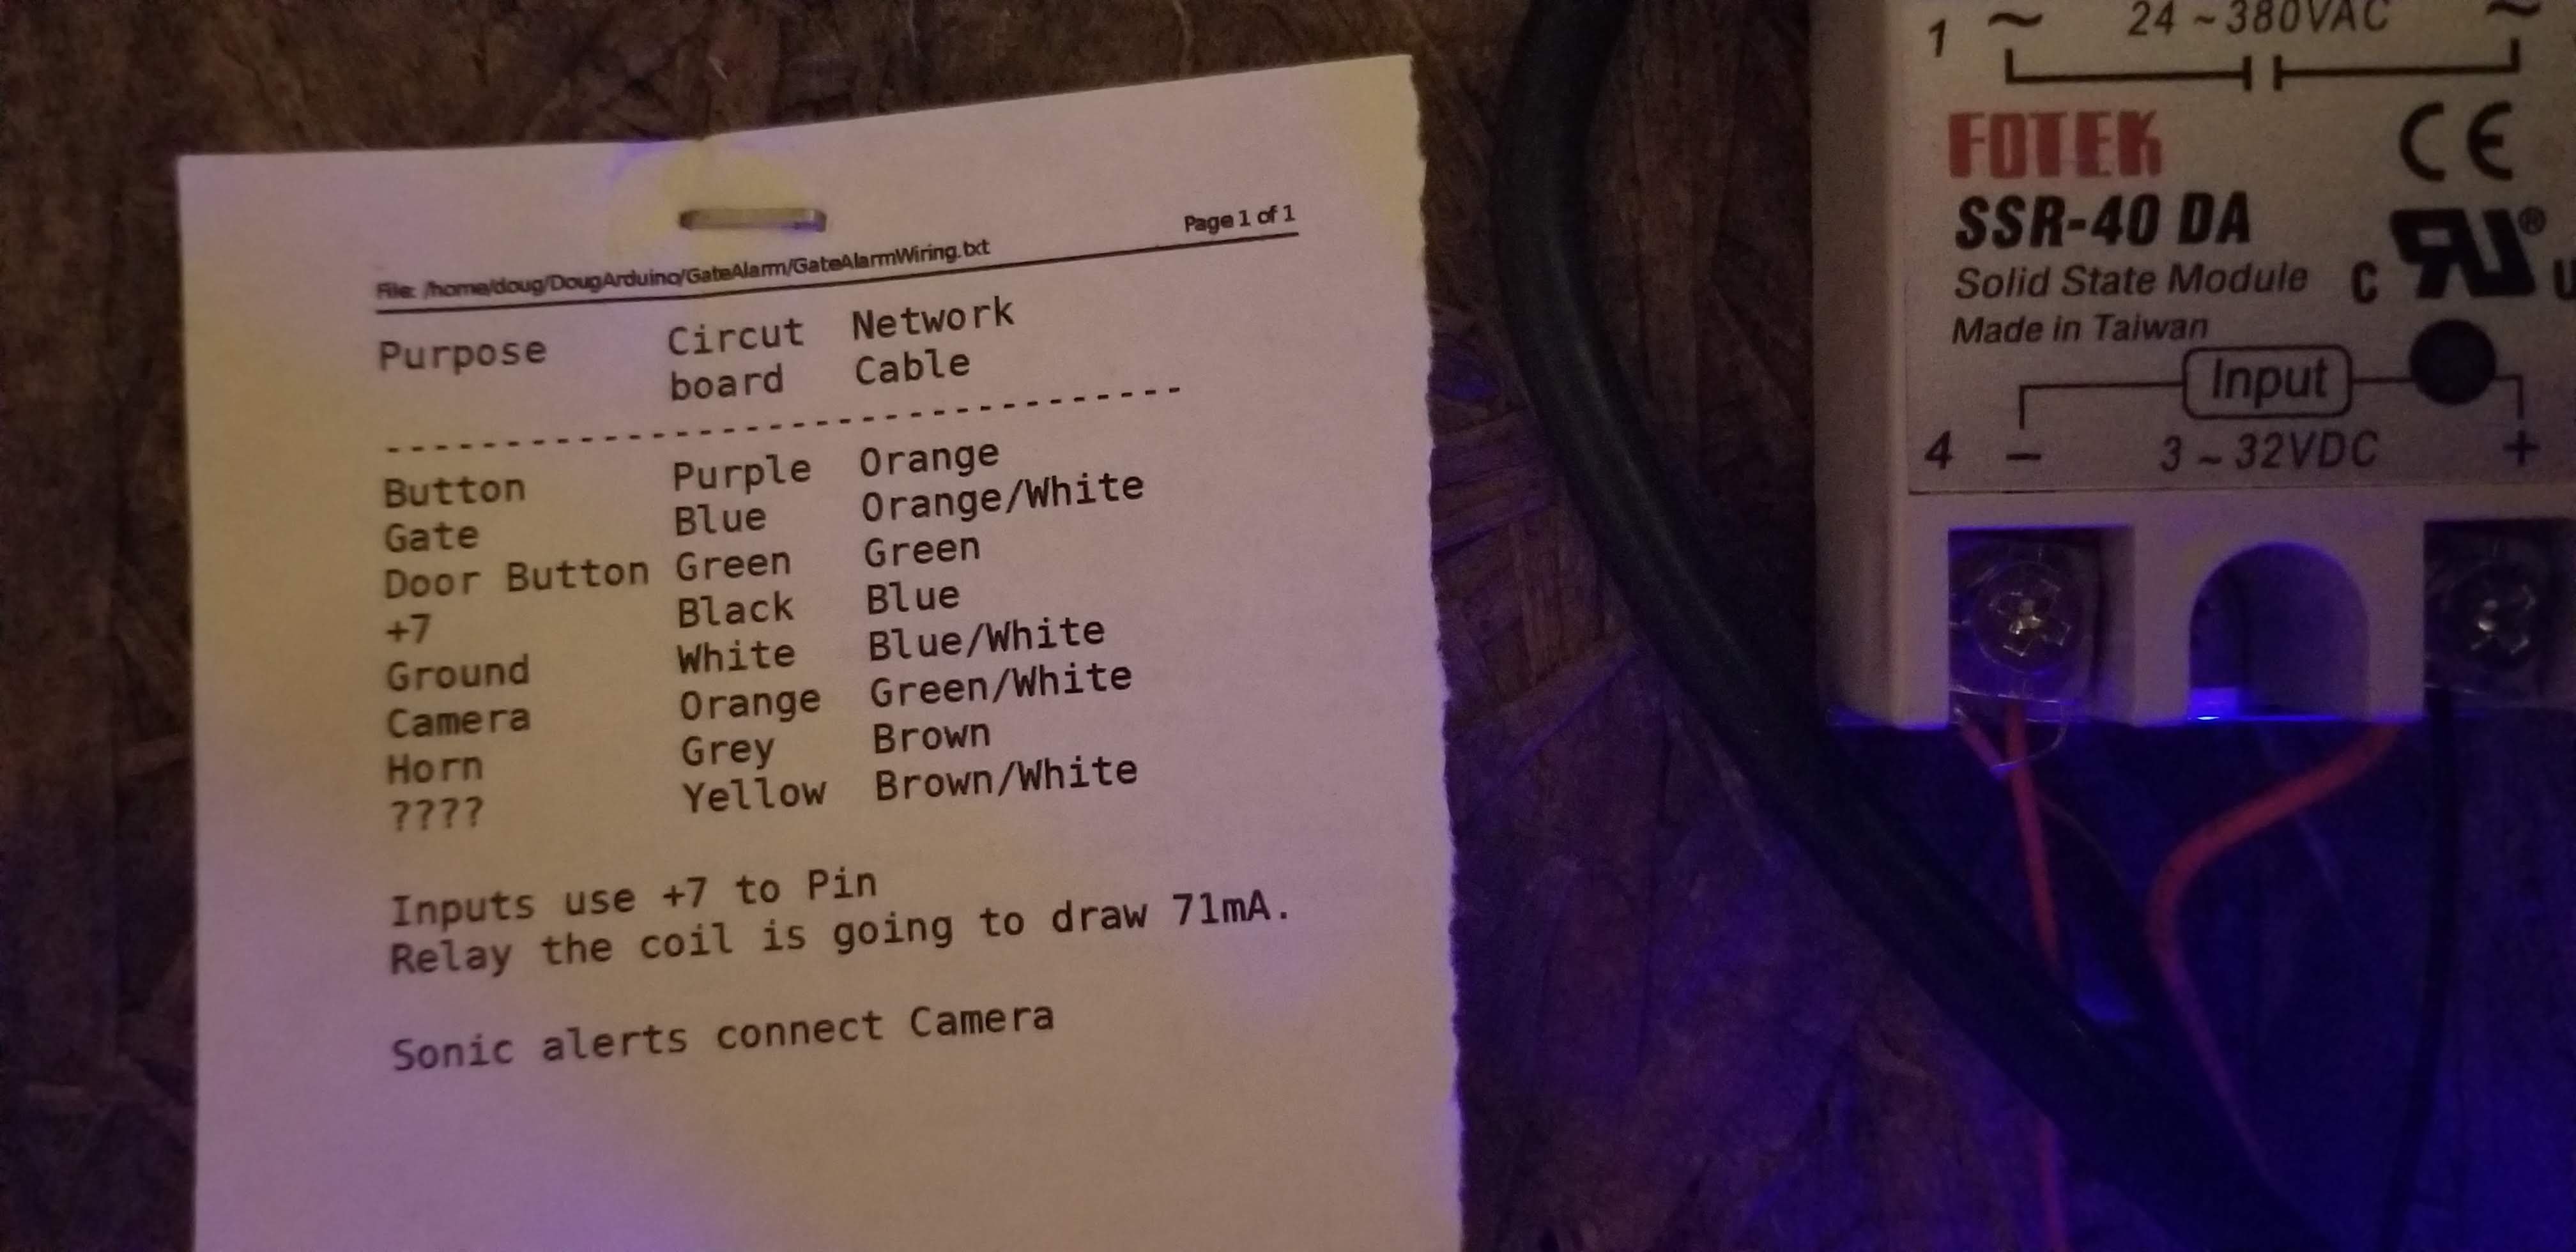 File: /home/doug/DougArduino/GateAlarm/GateAlarmWiring.txt Page 1 of 1
Purpose Circut Network
board Cable
---------------------------------
Button Purple Orange
Gate Blue Orange/White
Door Button Green Green
+7 Black Blue
Ground White Blue/White
Camera Orange Green/White
Horn Grey Brown
???? Yellow Brown/White
Inputs use +7 to Pin
Relay the coil is going to draw 71mA.
Sonic alerts connect Camera
1 ~ 24~380VAC ~
FOTEK CE
SSR-40 DA
Solid State Module C RU® U
Made in Taiwan
Input
4 - 3~32VDC +